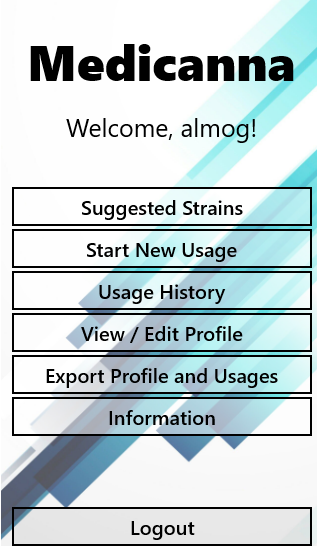 Medicanna
Welcome, almog!
Suggested Strains
Start New Usage
Usage History
View / Edit Profile
Export Profile and Usages
Information
Logout